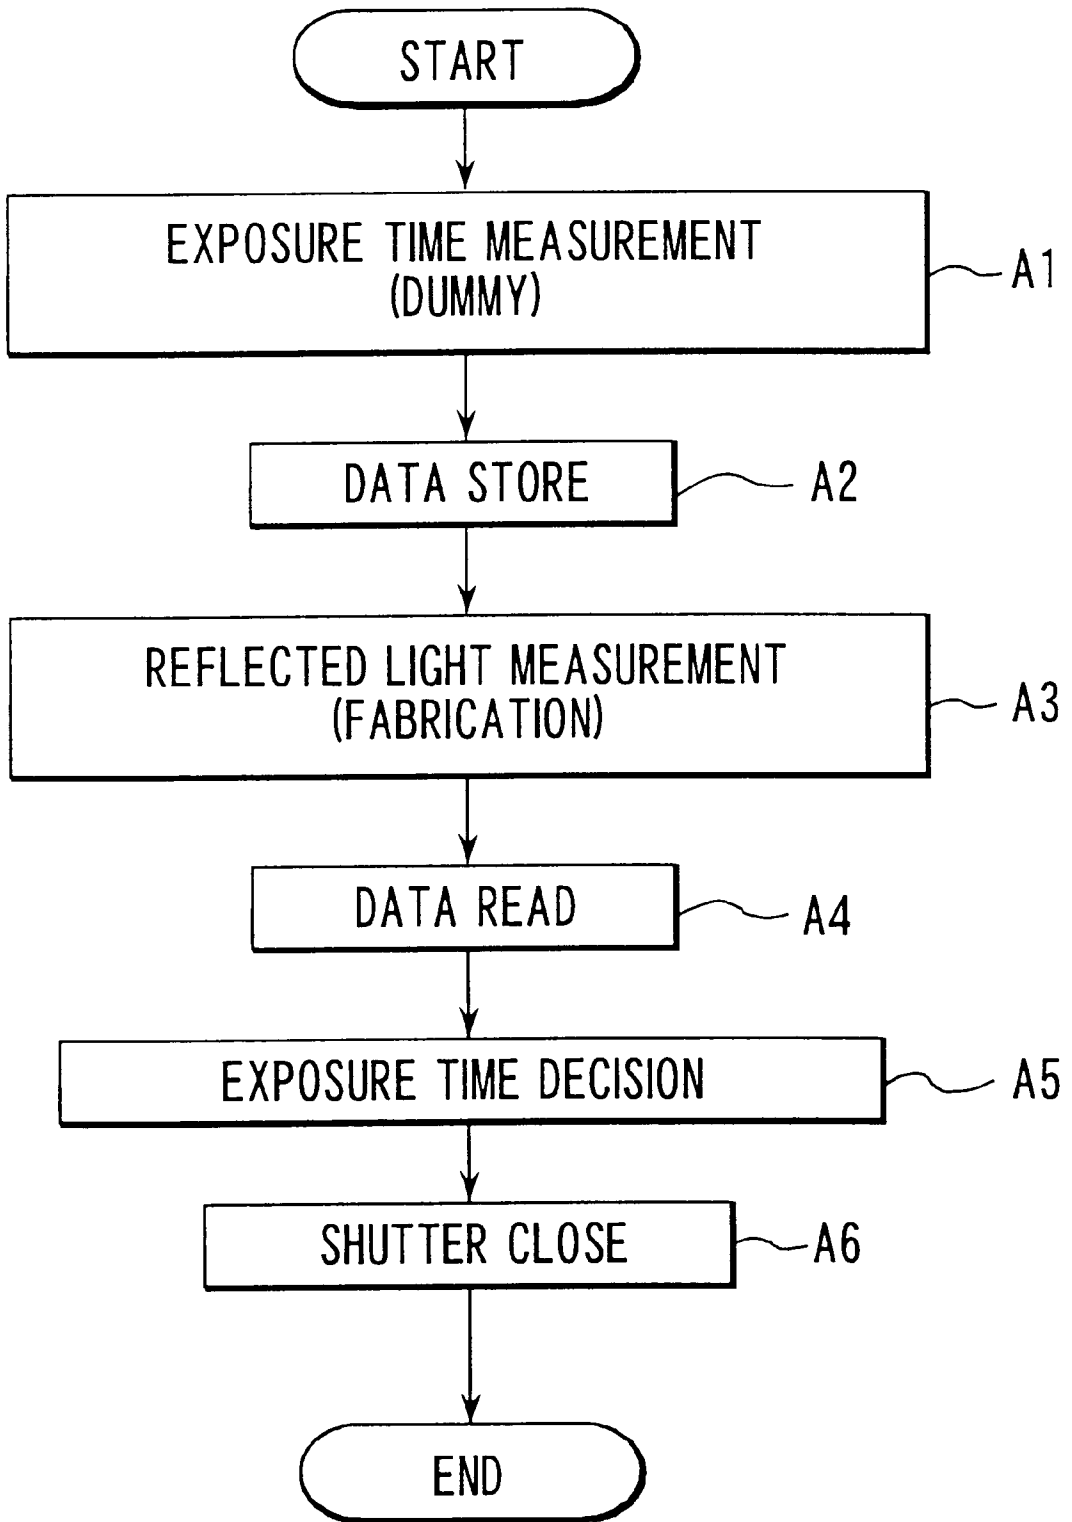 START
EXPOSURE TIME MEASUREMENT
(DUMMY)
A1
DATA STORE
A2
REFLECTED LIGHT MEASUREMENT
(FABRICATION)
A3
DATA READ
A4
EXPOSURE TIME DECISION
A5
SHUTTER CLOSE
A6
END